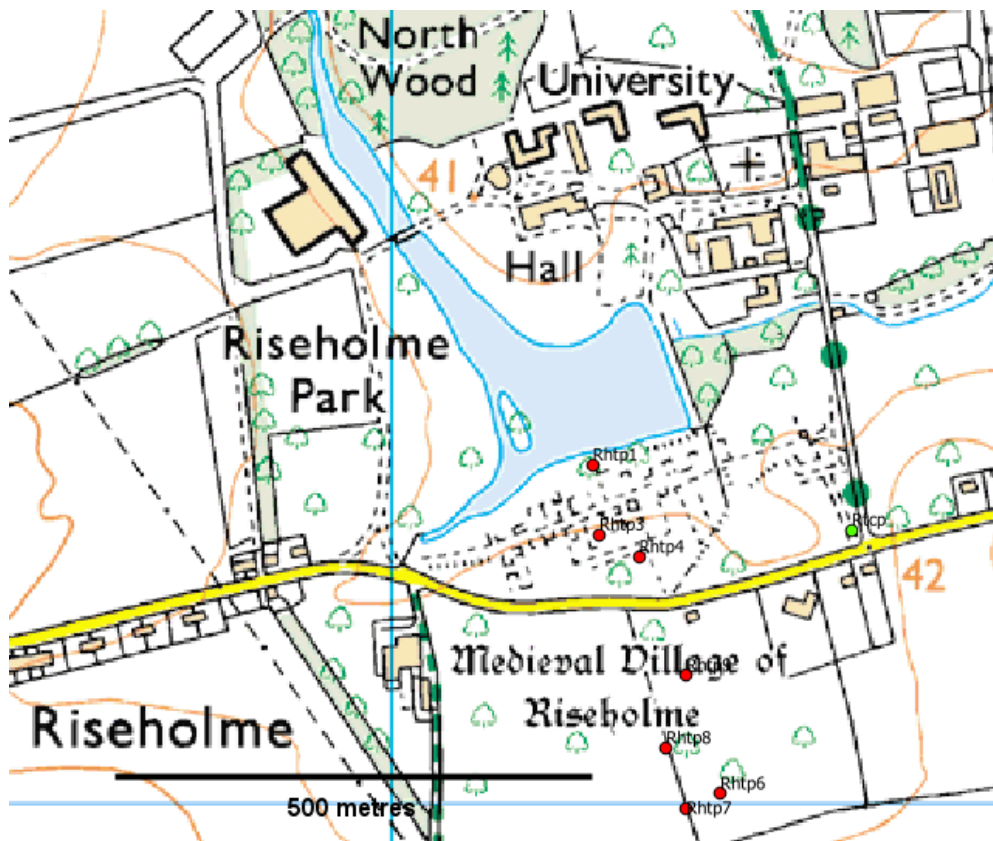 North
Wood
University
41
Hall
Riseholme
Park
Rhtp1
Rtcp
Rhtp3
Rhtp4
42
Medieval Village of
Riseholme
Riseholme
Rhtp8
500 metres
Rhtp6
Rhtp7